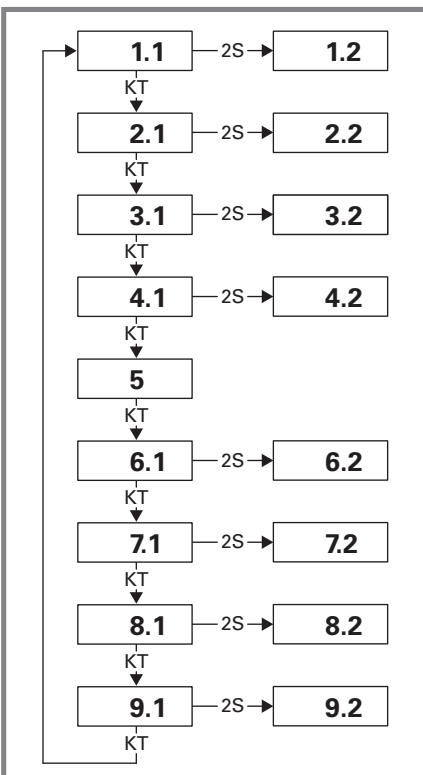 1.1 2S 1.2
KT
2.1 2S 2.2
KT
3.1 2S 3.2
KT
4.1 2S 4.2
KT
5
KT
6.1 2S 6.2
KT
7.1 2S 7.2
KT
8.1 2S 8.2
KT
9.1 2S 9.2
KT